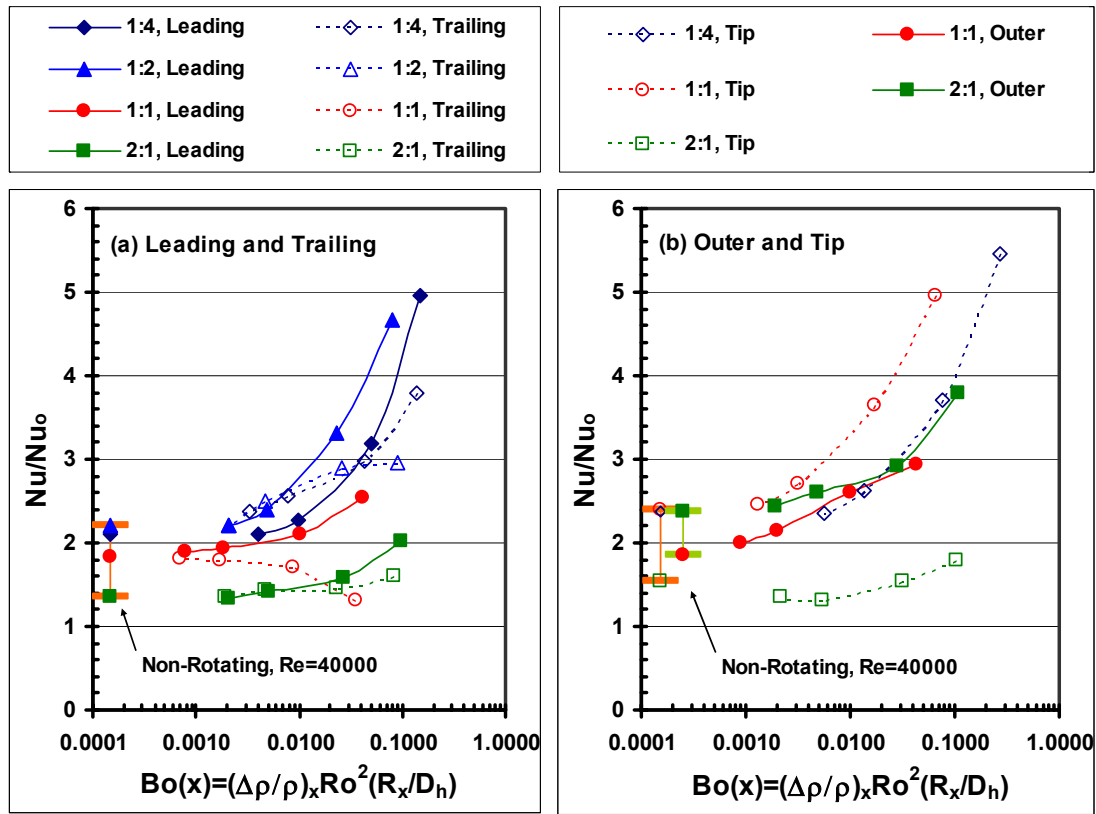 1:4, Leading 1:4, Trailing
1:2, Leading 1:2, Trailing
1:1, Leading 1:1, Trailing
2:1, Leading 2:1, Trailing
1:4, Tip 1:1, Outer
1:1, Tip 2:1, Outer
2:1, Tip
(a) Leading and Trailing
Nu/Nuo
6
5
4
3
2
1
0
Non-Rotating, Re=40000
0.0001 0.0010 0.0100 0.1000 1.0000
Bo(x)=(Δρ/ρ)xRo²(Rx/Dh)
(b) Outer and Tip
Nu/Nuo
6
5
4
3
2
1
0
Non-Rotating, Re=40000
0.0001 0.0010 0.0100 0.1000 1.0000
Bo(x)=(Δρ/ρ)xRo²(Rx/Dh)